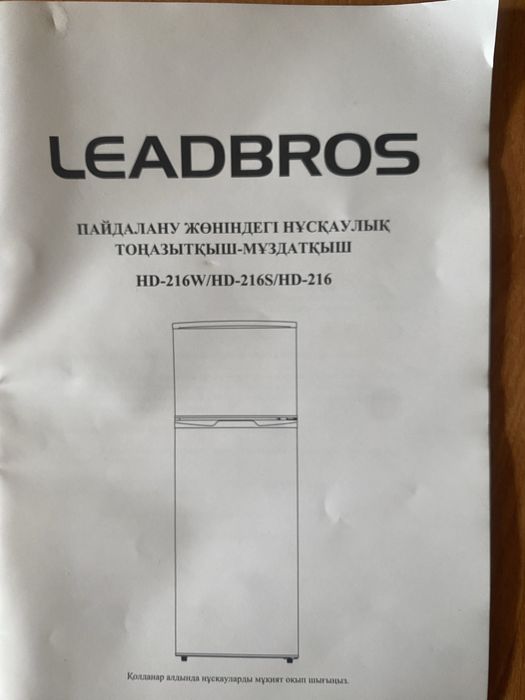 LEADBROS
ПАЙДАЛАНУ ЖӨНІНДЕГІ НҰСҚАУЛЫҚ
ТОҢАЗЫТҚЫШ-МҰЗДАТҚЫШ
HD-216W/HD-216S/HD-216
Қолданар алдында нұсқауларды мұқият оқып шығыңыз.